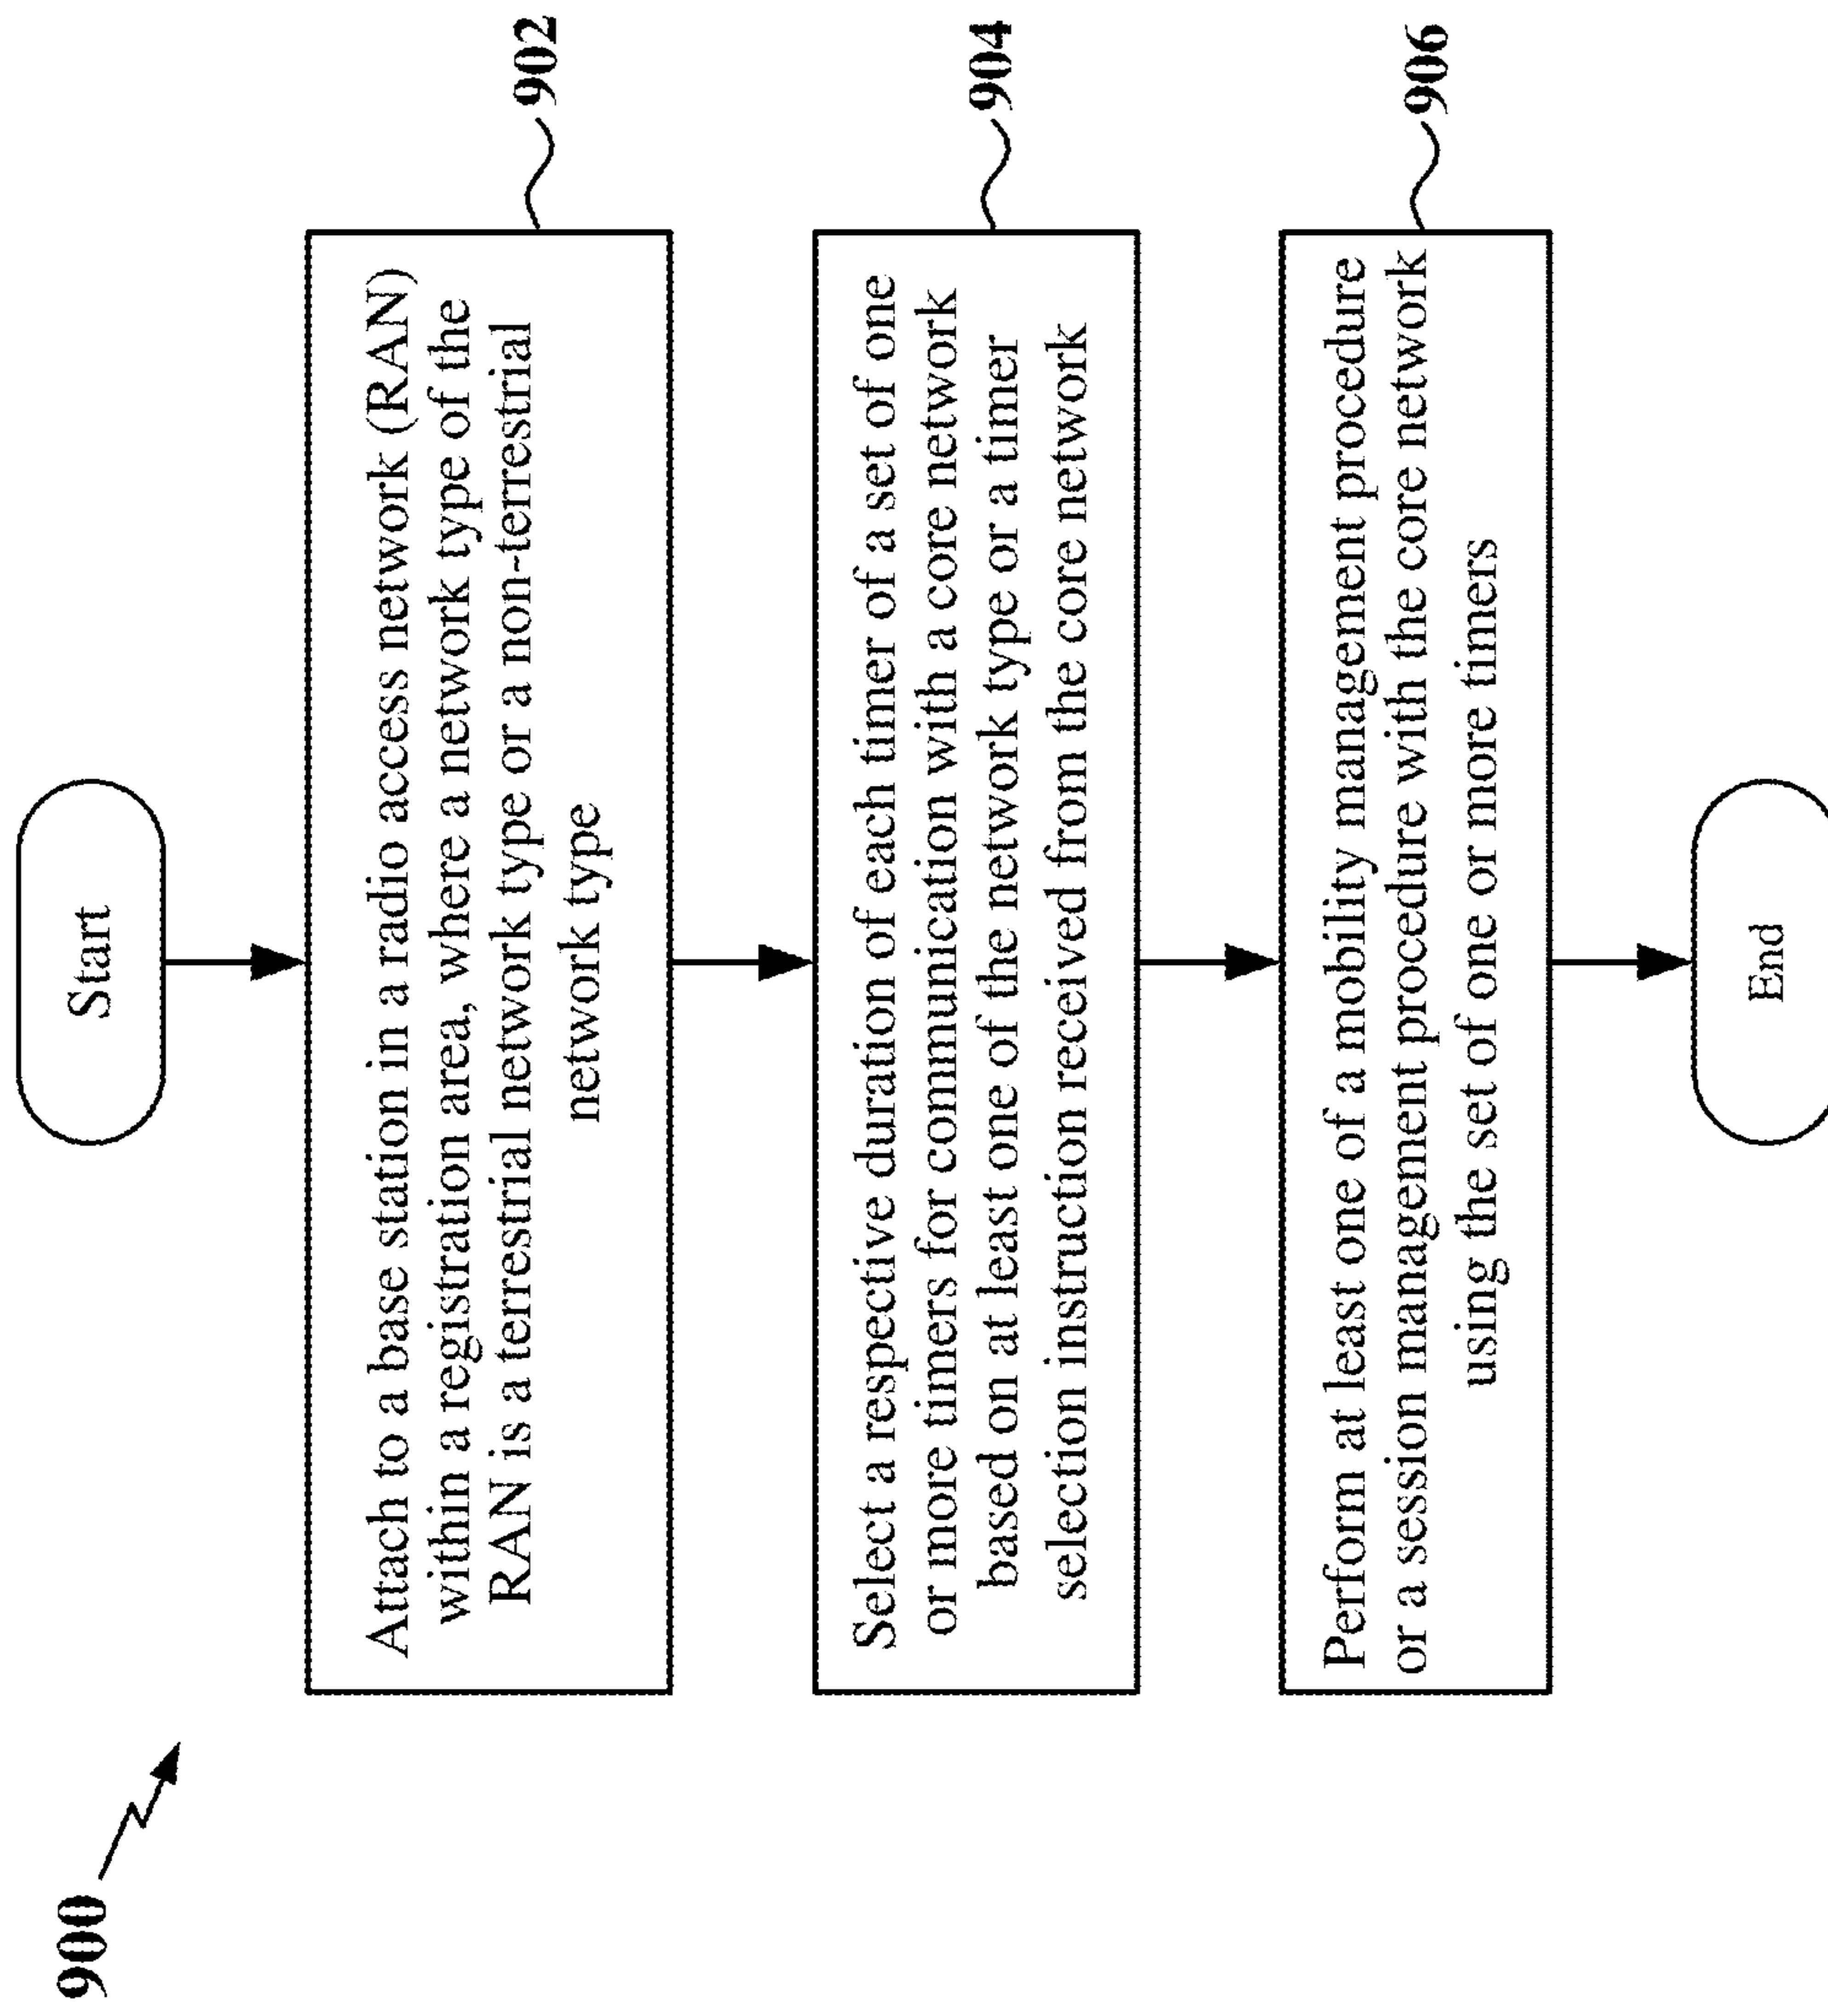 900
Start
Attach to a base station in a radio access network (RAN)
within a registration area, where a network type of the
RAN is a terrestrial network type or a non-terrestrial
network type
902
Select a respective duration of each timer of a set of one
or more timers for communication with a core network
based on at least one of the network type or a timer
selection instruction received from the core network
904
Perform at least one of a mobility management procedure
or a session management procedure with the core network
using the set of one or more timers
906
End